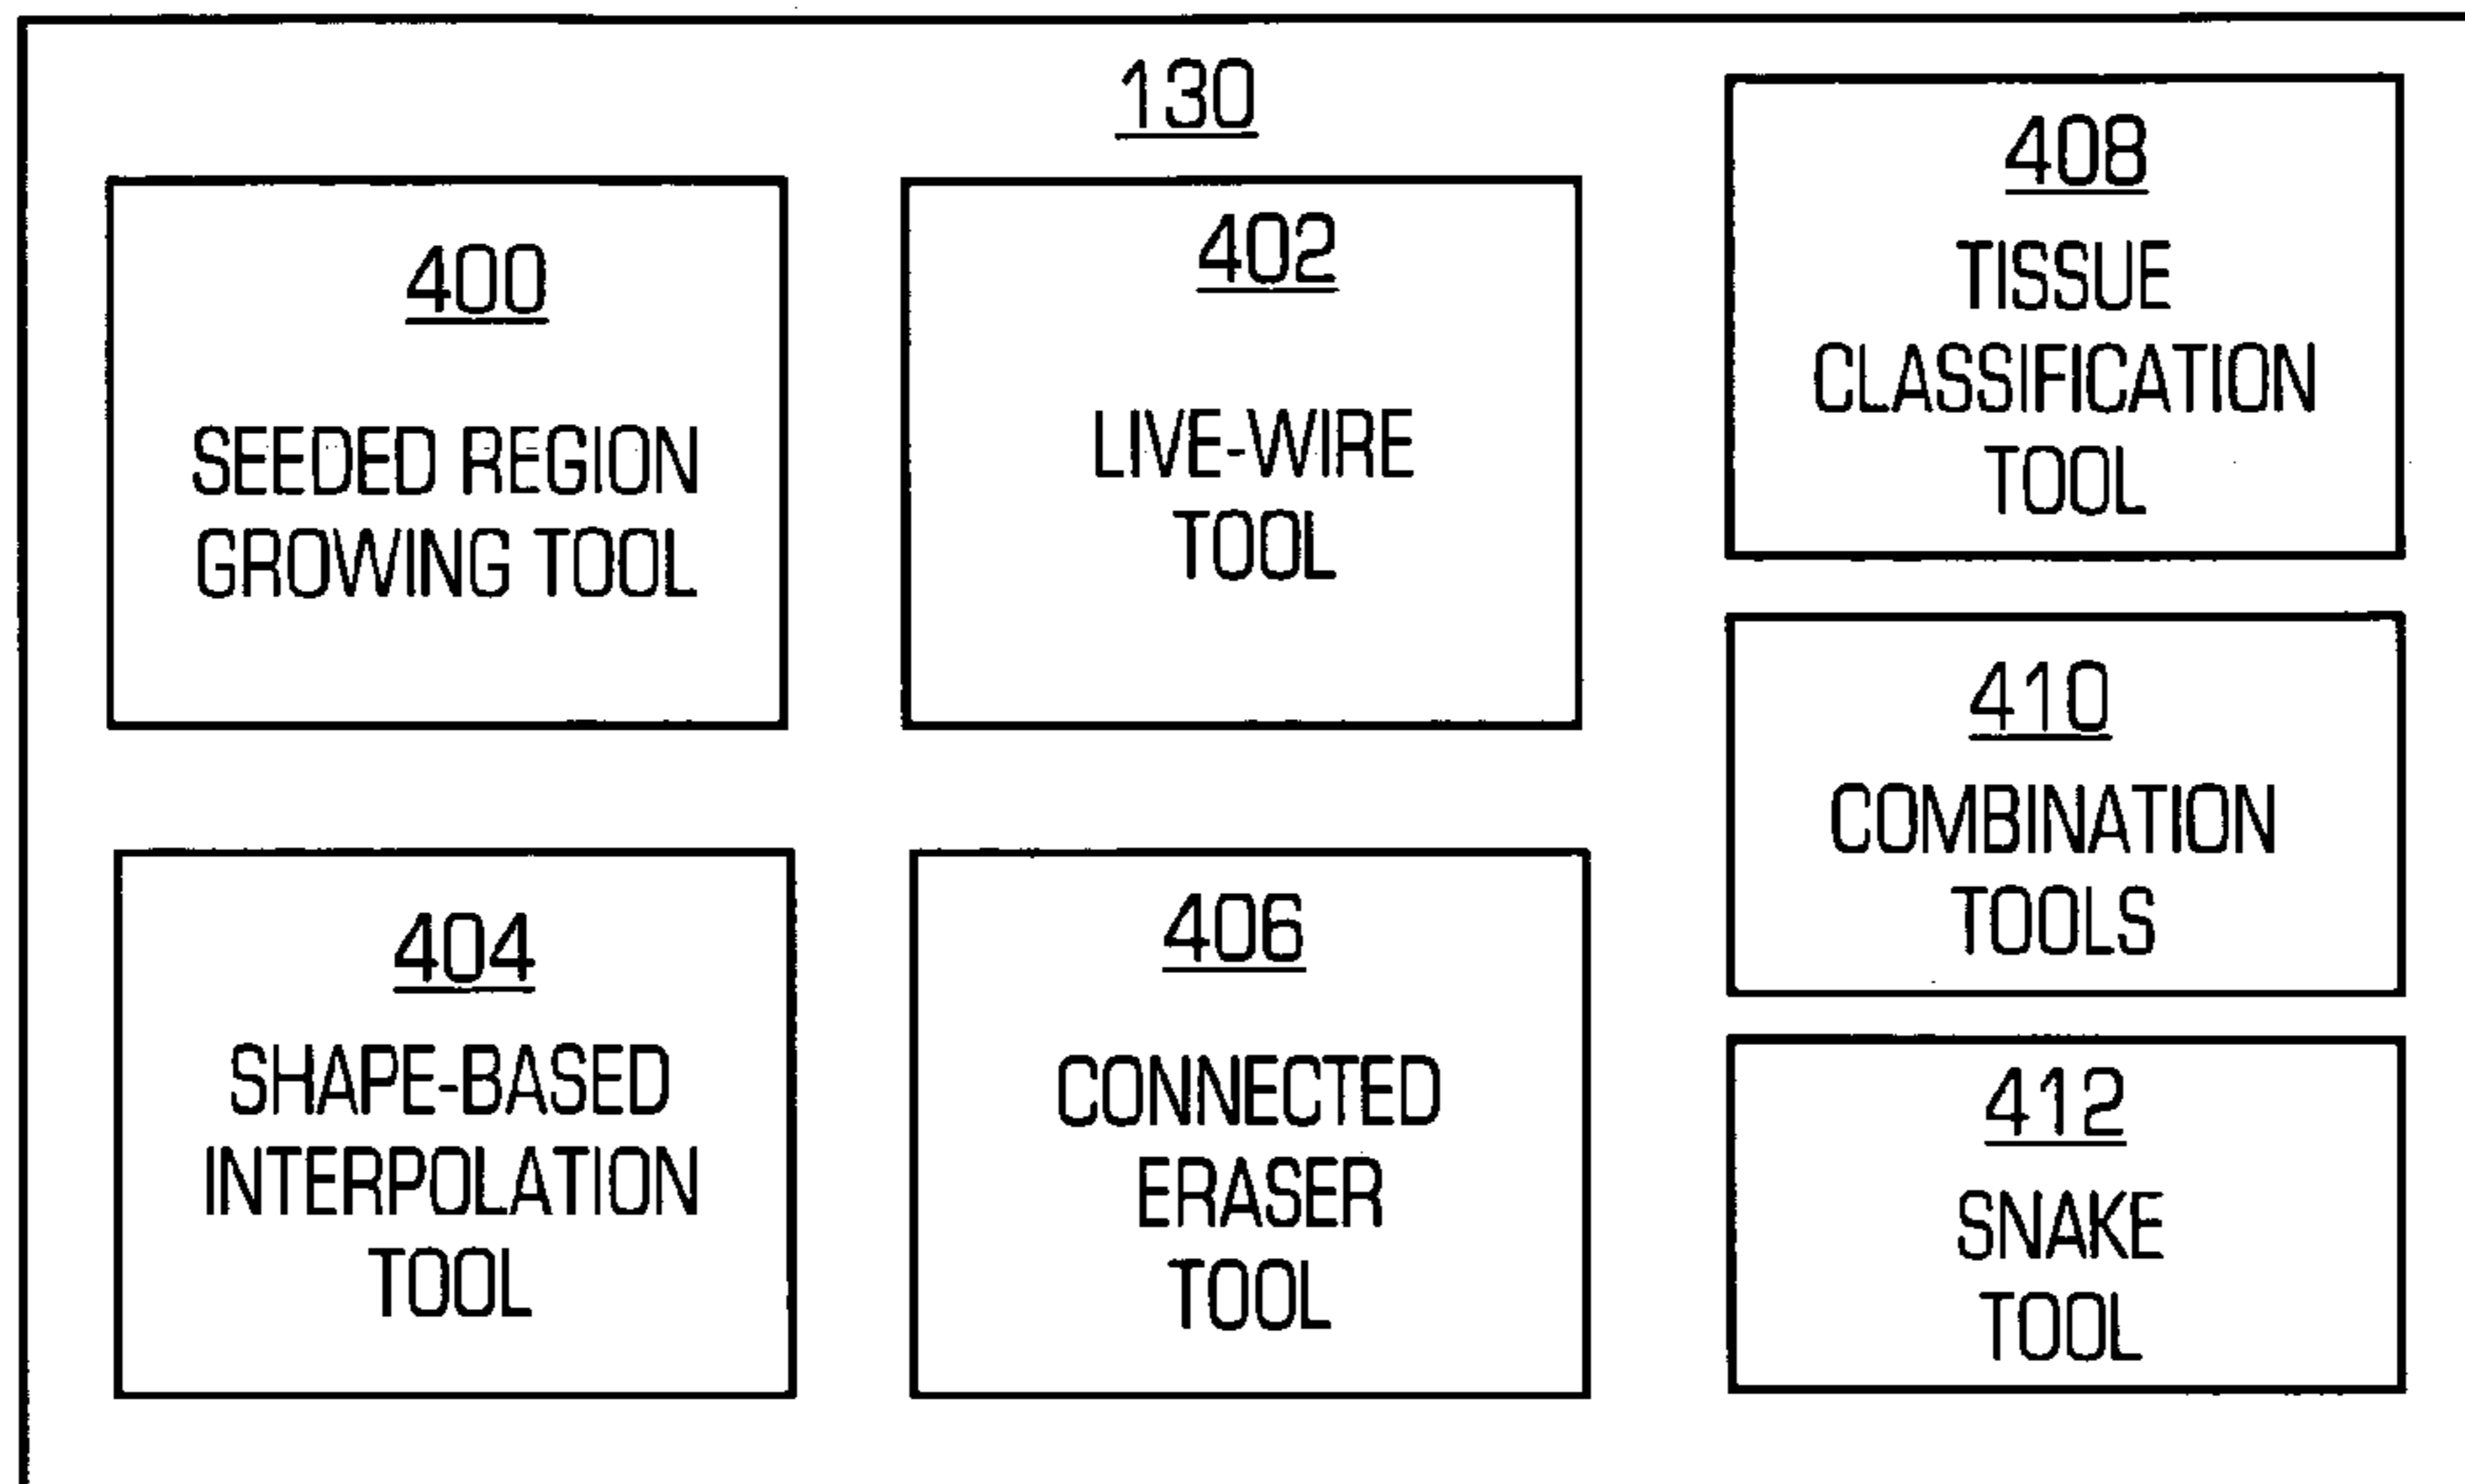 130
400
SEEDED REGION
GROWING TOOL
402
LIVE-WIRE
TOOL
408
TISSUE
CLASSIFICATION
TOOL
404
SHAPE-BASED
INTERPOLATION
TOOL
406
CONNECTED
ERASER
TOOL
410
COMBINATION
TOOLS
412
SNAKE
TOOL